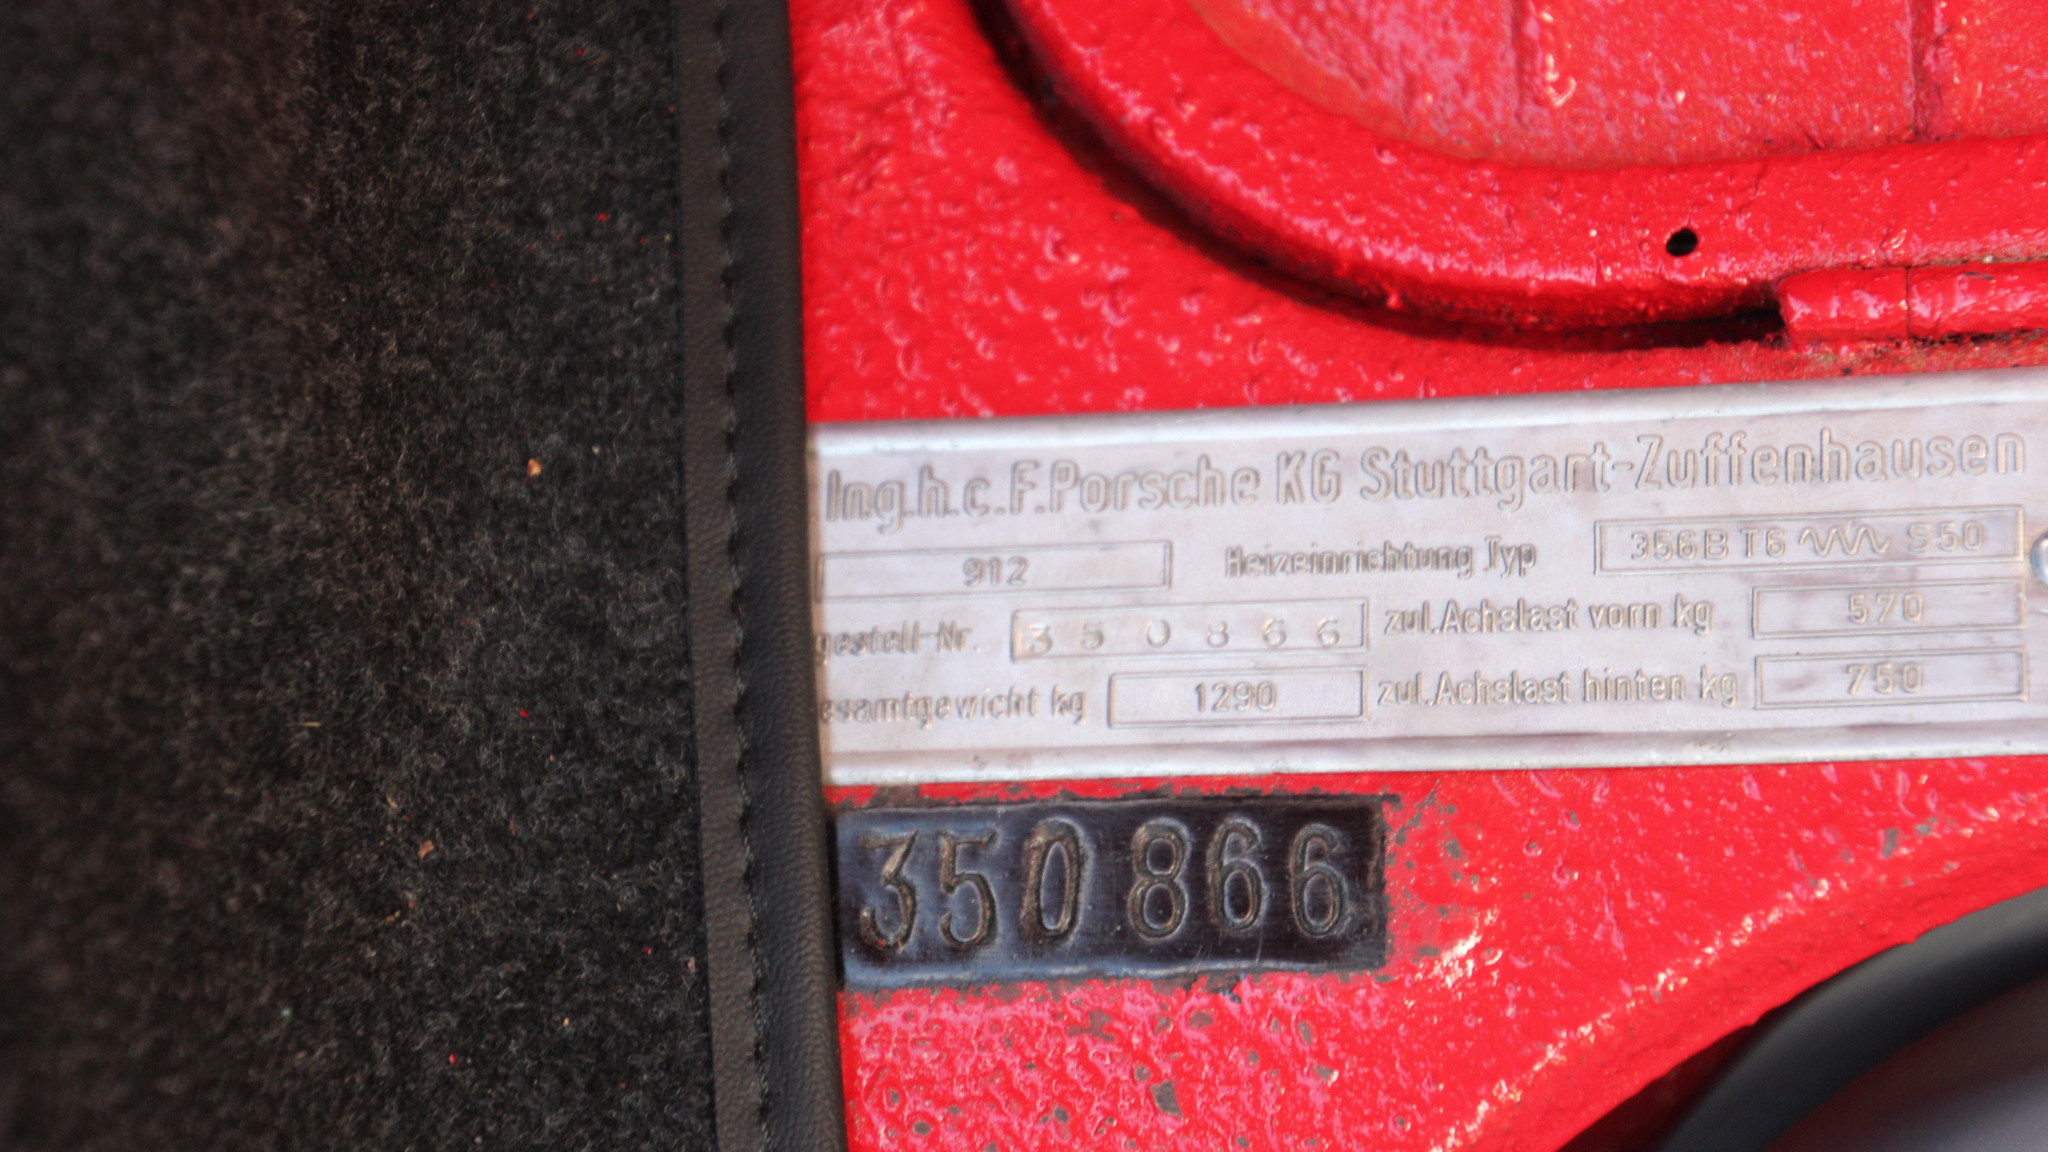 Ing.h.c.F.Porsche KG Stuttgart-Zuffenhausen
912 Heizeinrichtung Typ 356B T6 S50
gestell-Nr. 350866 zul.Achslast vorn kg 570
esamtgewicht kg 1290 zul.Achslast hinten kg 750
350866